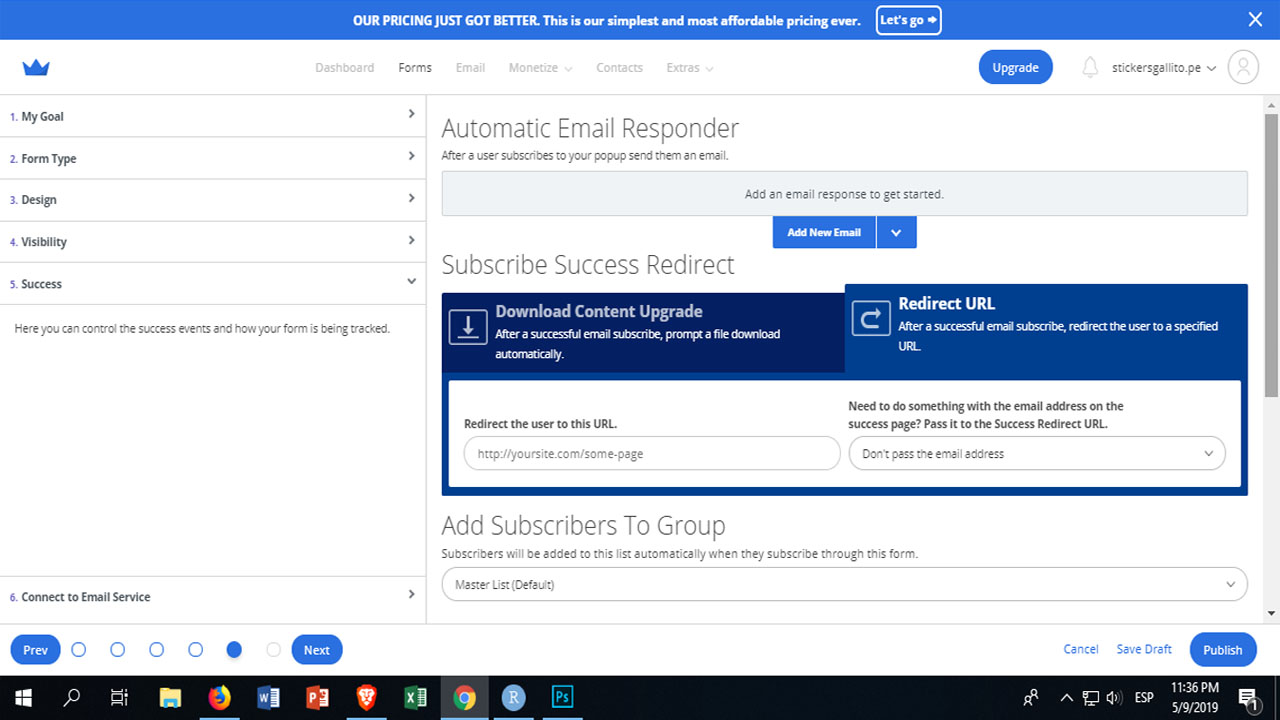 OUR PRICING JUST GOT BETTER. This is our simplest and most affordable pricing ever. Let's go
Dashboard Forms Email Monetize Contacts Extras Upgrade stickersgallito.pe
1. My Goal
2. Form Type
3. Design
4. Visibility
5. Success
Here you can control the success events and how your form is being tracked.
6. Connect to Email Service
Automatic Email Responder
After a user subscribes to your popup send them an email.
Add an email response to get started.
Add New Email
Subscribe Success Redirect
Download Content Upgrade
After a successful email subscribe, prompt a file download
automatically.
Redirect URL
After a successful email subscribe, redirect the user to a specified
URL.
Redirect the user to this URL.
http://yoursite.com/some-page
Need to do something with the email address on the
success page? Pass it to the Success Redirect URL.
Don't pass the email address
Add Subscribers To Group
Subscribers will be added to this list automatically when they subscribe through this form.
Master List (Default)
Prev Next Cancel Save Draft Publish
W P X R Ps ESP
11:36 PM
5/9/2019
1